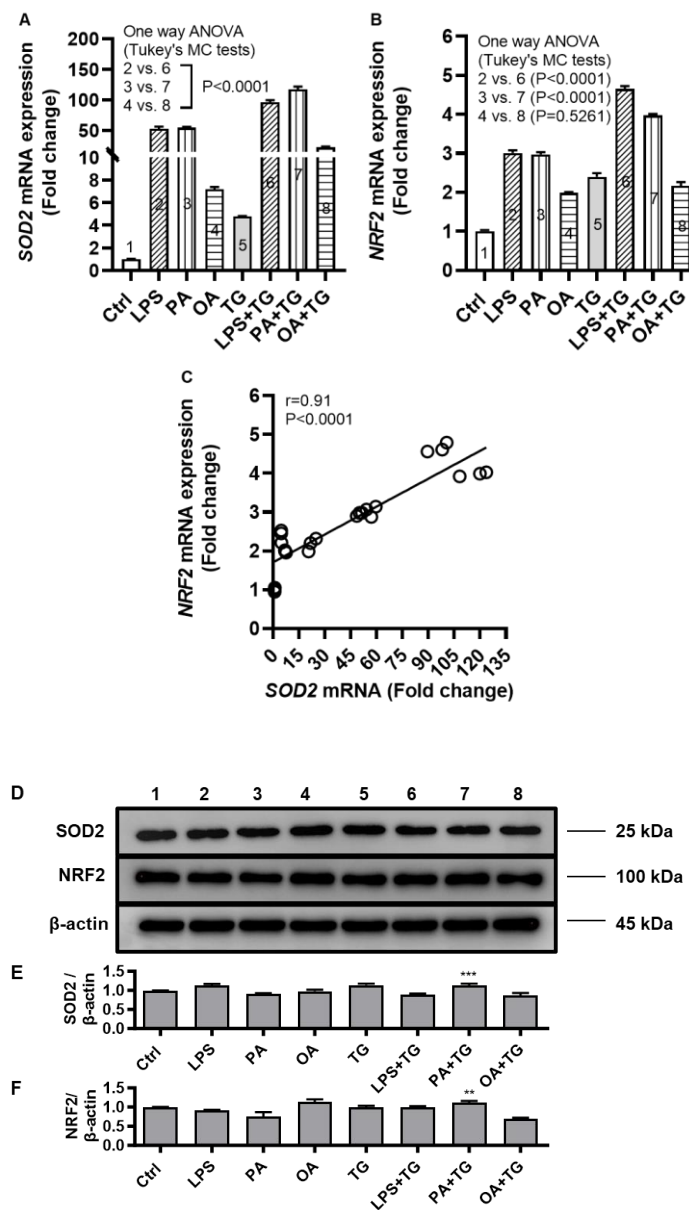 A
One way ANOVA
(Tukey's MC tests)
2 vs. 6
3 vs. 7
4 vs. 8
P<0.0001
SOD2 mRNA expression
(Fold change)
200
150
100
50
10
8
6
4
2
0
1
2
3
4
5
6
7
8
Ctrl
LPS
PA
OA
TG
LPS+TG
PA+TG
OA+TG
B
One way ANOVA
(Tukey's MC tests)
2 vs. 6 (P<0.0001)
3 vs. 7 (P<0.0001)
4 vs. 8 (P=0.5261)
NRF2 mRNA expression
(Fold change)
6
5
4
3
2
1
0
1
2
3
4
5
6
7
8
Ctrl
LPS
PA
OA
TG
LPS+TG
PA+TG
OA+TG
C
r=0.91
P<0.0001
NRF2 mRNA expression
(Fold change)
6
5
4
3
2
1
0
0
15
30
45
60
75
90
105
120
135
SOD2 mRNA (Fold change)
D
1 2 3 4 5 6 7 8
SOD2
25 kDa
NRF2
100 kDa
β-actin
45 kDa
E
SOD2 /
β-actin
1.5
1.0
0.5
0.0
***
Ctrl
LPS
PA
OA
TG
LPS+TG
PA+TG
OA+TG
F
NRF2/
β-actin
1.5
1.0
0.5
0.0
**
Ctrl
LPS
PA
OA
TG
LPS+TG
PA+TG
OA+TG